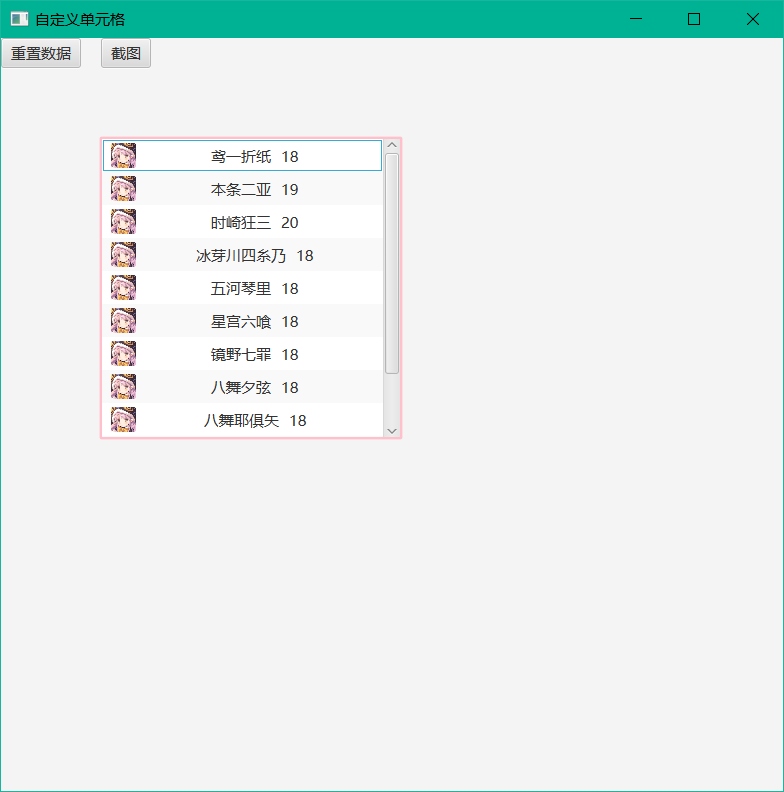 自定义单元格
重置数据 截图
鸢一折纸 18
本条二亚 19
时崎狂三 20
冰芽川四糸乃 18
五河琴里 18
星宫六喰 18
镜野七罪 18
八舞夕弦 18
八舞耶俱矢 18